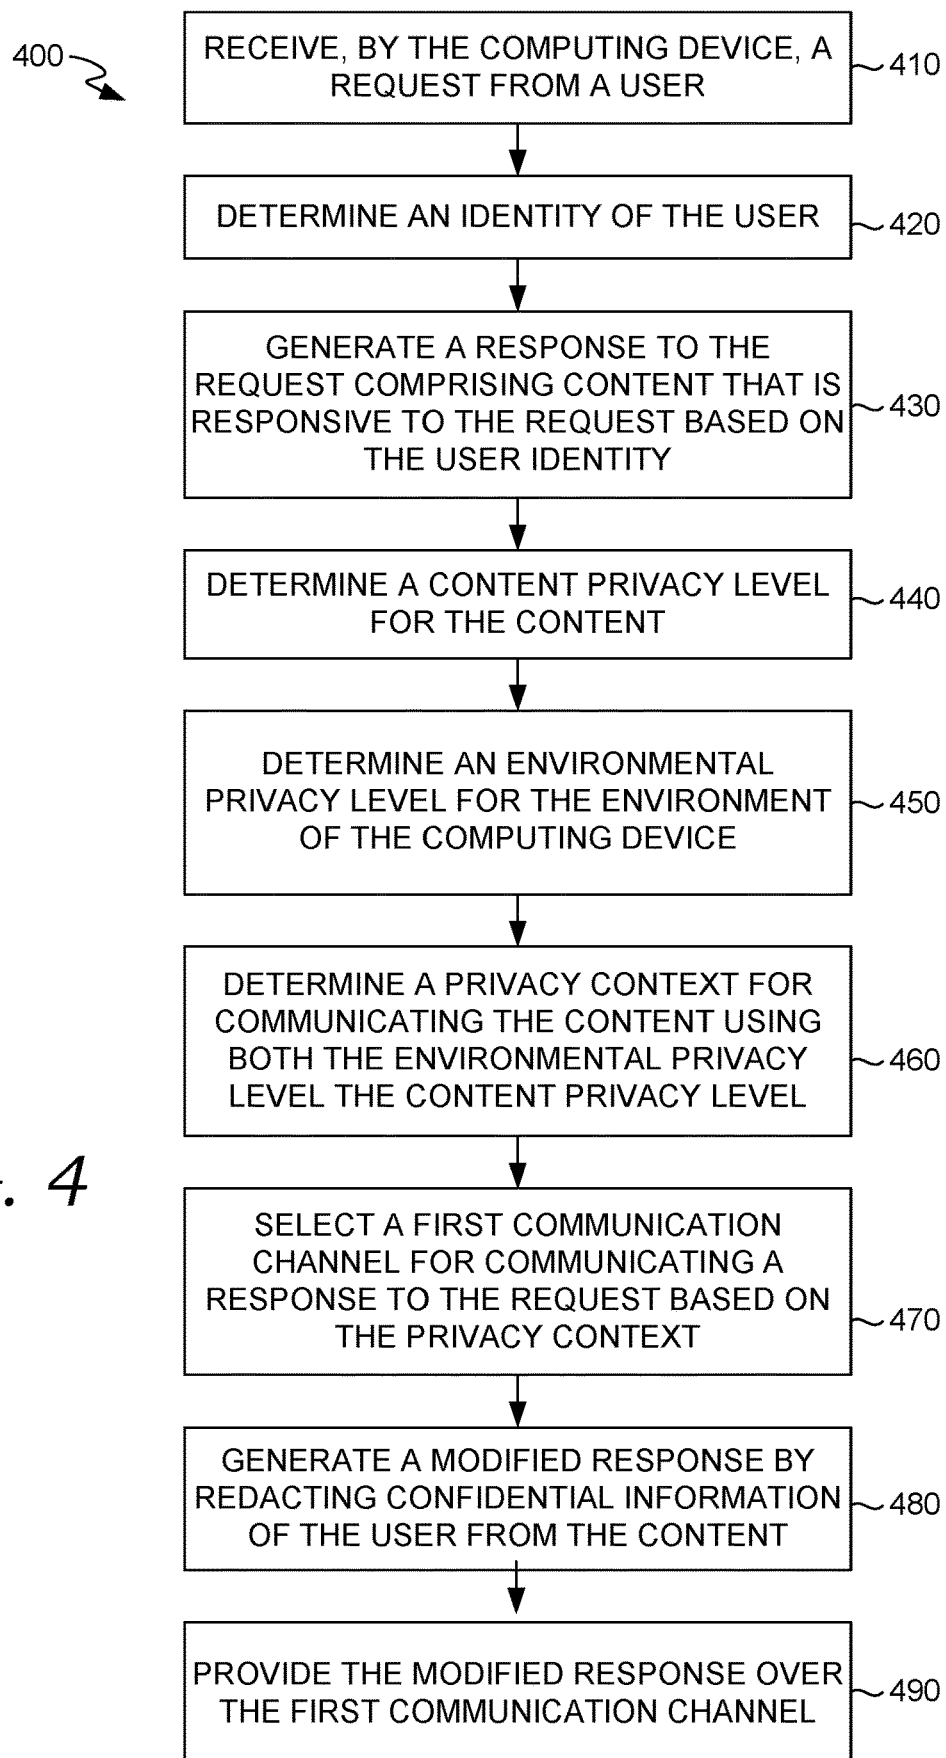 400
RECEIVE, BY THE COMPUTING DEVICE, A
REQUEST FROM A USER
410
DETERMINE AN IDENTITY OF THE USER
420
GENERATE A RESPONSE TO THE
REQUEST COMPRISING CONTENT THAT IS
RESPONSIVE TO THE REQUEST BASED ON
THE USER IDENTITY
430
DETERMINE A CONTENT PRIVACY LEVEL
FOR THE CONTENT
440
DETERMINE AN ENVIRONMENTAL
PRIVACY LEVEL FOR THE ENVIRONMENT
OF THE COMPUTING DEVICE
450
DETERMINE A PRIVACY CONTEXT FOR
COMMUNICATING THE CONTENT USING
BOTH THE ENVIRONMENTAL PRIVACY
LEVEL THE CONTENT PRIVACY LEVEL
460
. 4
SELECT A FIRST COMMUNICATION
CHANNEL FOR COMMUNICATING A
RESPONSE TO THE REQUEST BASED ON
THE PRIVACY CONTEXT
470
GENERATE A MODIFIED RESPONSE BY
REDACTING CONFIDENTIAL INFORMATION
OF THE USER FROM THE CONTENT
480
PROVIDE THE MODIFIED RESPONSE OVER
THE FIRST COMMUNICATION CHANNEL
490